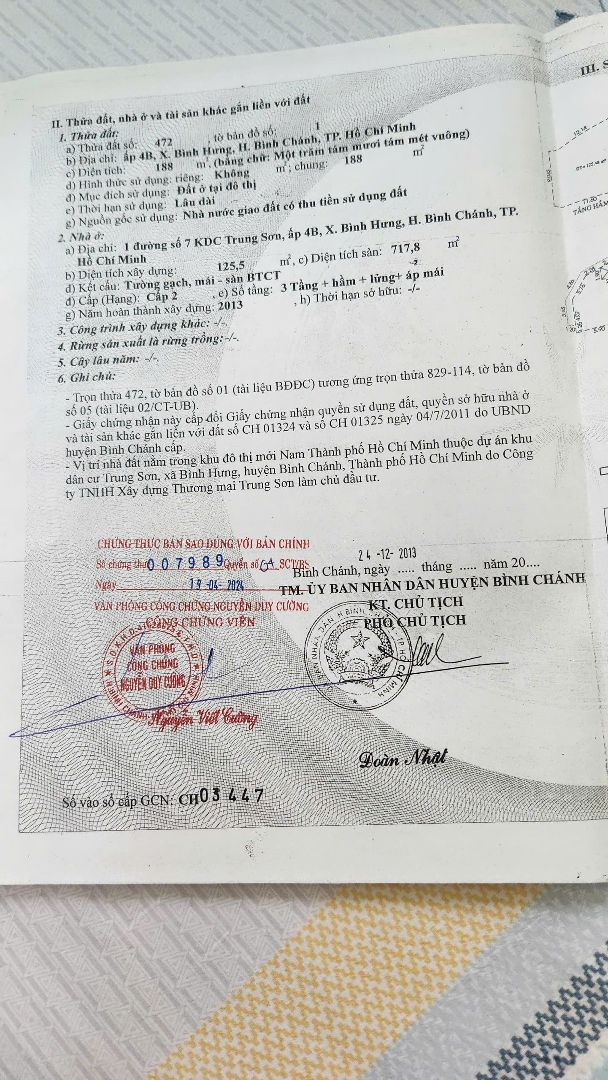 II. Thửa đất, nhà ở và tài sản khác gắn liền với đất
1. Thửa đất:
a) Thửa đất số: 472 , tờ bản đồ số: 1
b) Địa chỉ: ấp 4B, X. Bình Hưng, H. Bình Chánh, TP. Hồ Chí Minh
c) Diện tích: 188 m², (bằng chữ: Một trăm tám mươi tám mét vuông)
d) Hình thức sử dụng: riêng: Không m²; chung: 188 m²
đ) Mục đích sử dụng: Đất ở tại đô thị
e) Thời hạn sử dụng: Lâu dài
g) Nguồn gốc sử dụng: Nhà nước giao đất có thu tiền sử dụng đất
2. Nhà ở:
a) Địa chỉ: 1 đường số 7 KDC Trung Sơn, ấp 4B, X. Bình Hưng, H. Bình Chánh, TP.
Hồ Chí Minh
b) Diện tích xây dựng: 125,5 m², c) Diện tích sàn: 717,8 m²
d) Kết cấu: Tường gạch, mái - sàn BTCT
đ) Cấp (Hạng): Cấp 2 , e) Số tầng: 3 Tầng + hầm + lững+ áp mái
g) Năm hoàn thành xây dựng: 2013 , h) Thời hạn sở hữu: -/-
3. Công trình xây dựng khác: -/-
4. Rừng sản xuất là rừng trồng:-/-.
5. Cây lâu năm: -/-.
6. Ghi chú:
- Trọn thửa 472, tờ bản đồ số 01 (tài liệu BĐĐC) tương ứng trọn thửa 829-114, tờ bản đồ
số 05 (tài liệu 02/CT-UB).
- Giấy chứng nhận này cấp đổi Giấy chứng nhận quyền sử dụng đất, quyền sở hữu nhà ở
và tài sản khác gắn liền với đất số CH 01324 và số CH 01325 ngày 04/7/2011 do UBND
huyện Bình Chánh cấp.
- Vị trí nhà đất nằm trong khu đô thị mới Nam Thành phố Hồ Chí Minh thuộc dự án khu
dân cư Trung Sơn, xã Bình Hưng, huyện Bình Chánh, Thành phố Hồ Chí Minh do Công
ty TNHH Xây dựng Thương mại Trung Sơn làm chủ đầu tư.
CHỨNG THỰC BẢN SAO ĐÚNG VỚI BẢN CHÍNH
Số chứng thực 007989 Quyển số SCT/BS
Ngày 19-04-2024
VĂN PHÒNG CÔNG CHỨNG NGUYỄN DUY CƯỜNG
CÔNG CHỨNG VIÊN
VĂN PHÒNG
CÔNG CHỨNG
NGUYỄN DUY CƯỜNG
Nguyễn Viết Cường
24-12-2013
Bình Chánh, ngày ..... tháng ..... năm 20....
TM. ỦY BAN NHÂN DÂN HUYỆN BÌNH CHÁNH
KT. CHỦ TỊCH
PHÓ CHỦ TỊCH
Đoàn Nhật
Số vào sổ cấp GCN: CH03447
III. S
TẦNG HẦM